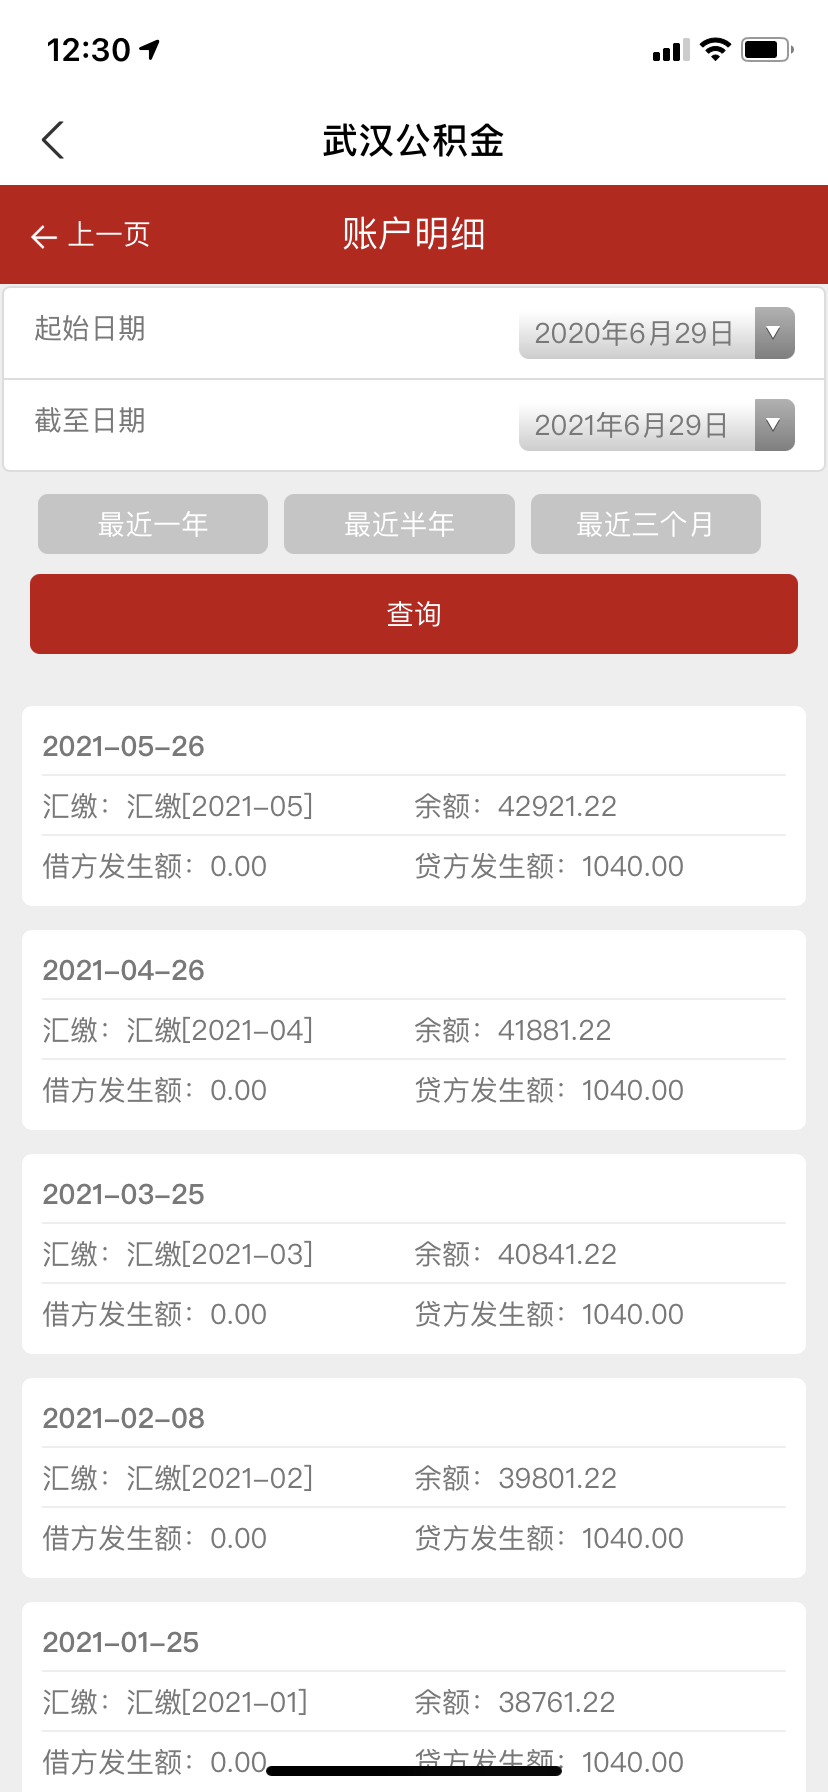 12:30
武汉公积金
上一页 账户明细
起始日期 2020年6月29日
截至日期 2021年6月29日
最近一年 最近半年 最近三个月
查询
2021-05-26
汇缴：汇缴[2021-05] 余额：42921.22
借方发生额：0.00 贷方发生额：1040.00
2021-04-26
汇缴：汇缴[2021-04] 余额：41881.22
借方发生额：0.00 贷方发生额：1040.00
2021-03-25
汇缴：汇缴[2021-03] 余额：40841.22
借方发生额：0.00 贷方发生额：1040.00
2021-02-08
汇缴：汇缴[2021-02] 余额：39801.22
借方发生额：0.00 贷方发生额：1040.00
2021-01-25
汇缴：汇缴[2021-01] 余额：38761.22
借方发生额：0.00 贷方发生额：1040.00